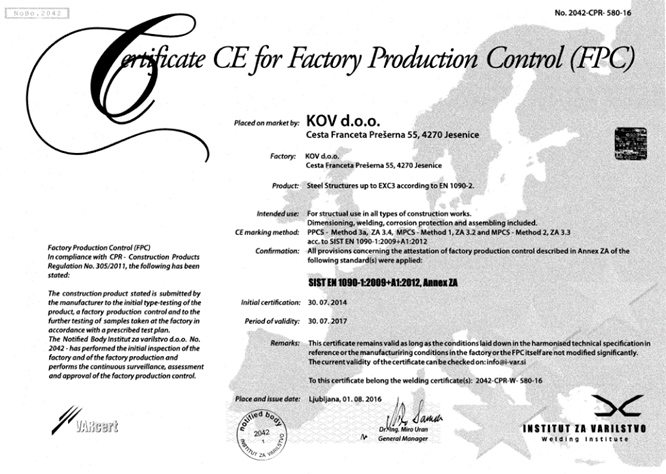 NoBo.2042
No. 2042-CPR- 580-16
Certificate CE for Factory Production Control (FPC)
Placed on market by: KOV d.o.o.
Cesta Franceta Prešerna 55, 4270 Jesenice
Factory: KOV d.o.o.
Cesta Franceta Prešerna 55, 4270 Jesenice
Product: Steel Structures up to EXC3 according to EN 1090-2.
Intended use: For structual use in all types of construction works.
Dimensioning, welding, corrosion protection and assembling included.
CE marking method: PPCS - Method 3a, ZA 3.4, MPCS - Method 1, ZA 3.2 and MPCS - Method 2, ZA 3.3
acc. to SIST EN 1090-1:2009+A1:2012
Confirmation: All provisions concerning the attestation of factory production control described in Annex ZA of the
following standard(s) were applied:
SIST EN 1090-1:2009+A1:2012, Annex ZA
Initial certification: 30. 07. 2014
Period of validity: 30. 07. 2017
Remarks: This certificate remains valid as long as the conditions laid down in the harmonised technical specification in
reference or the manufacturiring conditions in the factory or the FPC itself are not modified significantly.
The current validity of the certificate can be checked on: info@i-var.si
To this certificate belong the welding certificate(s): 2042-CPR-W- 580-16
Place and issue date: Ljubljana, 01. 08. 2016
Factory Production Control (FPC)
In compliance with CPR - Construction Products
Regulation No. 305/2011, the following has been
stated:
The construction product stated is submitted by
the manufacturer to the initial type-testing of the
product, a factory production control and to the
further testing of samples taken at the factory in
accordance with a prescribed test plan.
The Notified Body Institut za varilstvo d.o.o. No.
2042 - has performed the initial inspection of the
factory and of the factory production and
performs the continuous surveillance, assessment
and approval of the factory production control.
VARcert
notified body
2042
1
INSTITUT ZA VARILSTVO
Dr. Ing. Miro Uran
General Manager
INSTITUT ZA VARILSTVO
Welding Institute